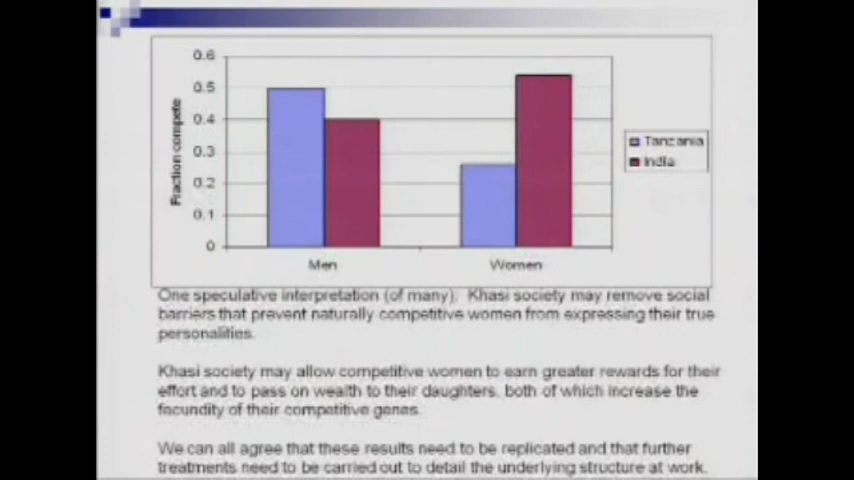 0.6
0.5
0.4
0.3
0.2
0.1
0
Fraction compete
Men
Women
Tanzania
India
One speculative interpretation (of many): Khasi society may remove social
barriers that prevent naturally competitive women from expressing their true
personalities.
Khasi society may allow competitive women to earn greater rewards for their
effort and to pass on wealth to their daughters, both of which increase the
fecundity of their competitive genes.
We can all agree that these results need to be replicated and that further
treatments need to be carried out to detail the underlying structure at work.